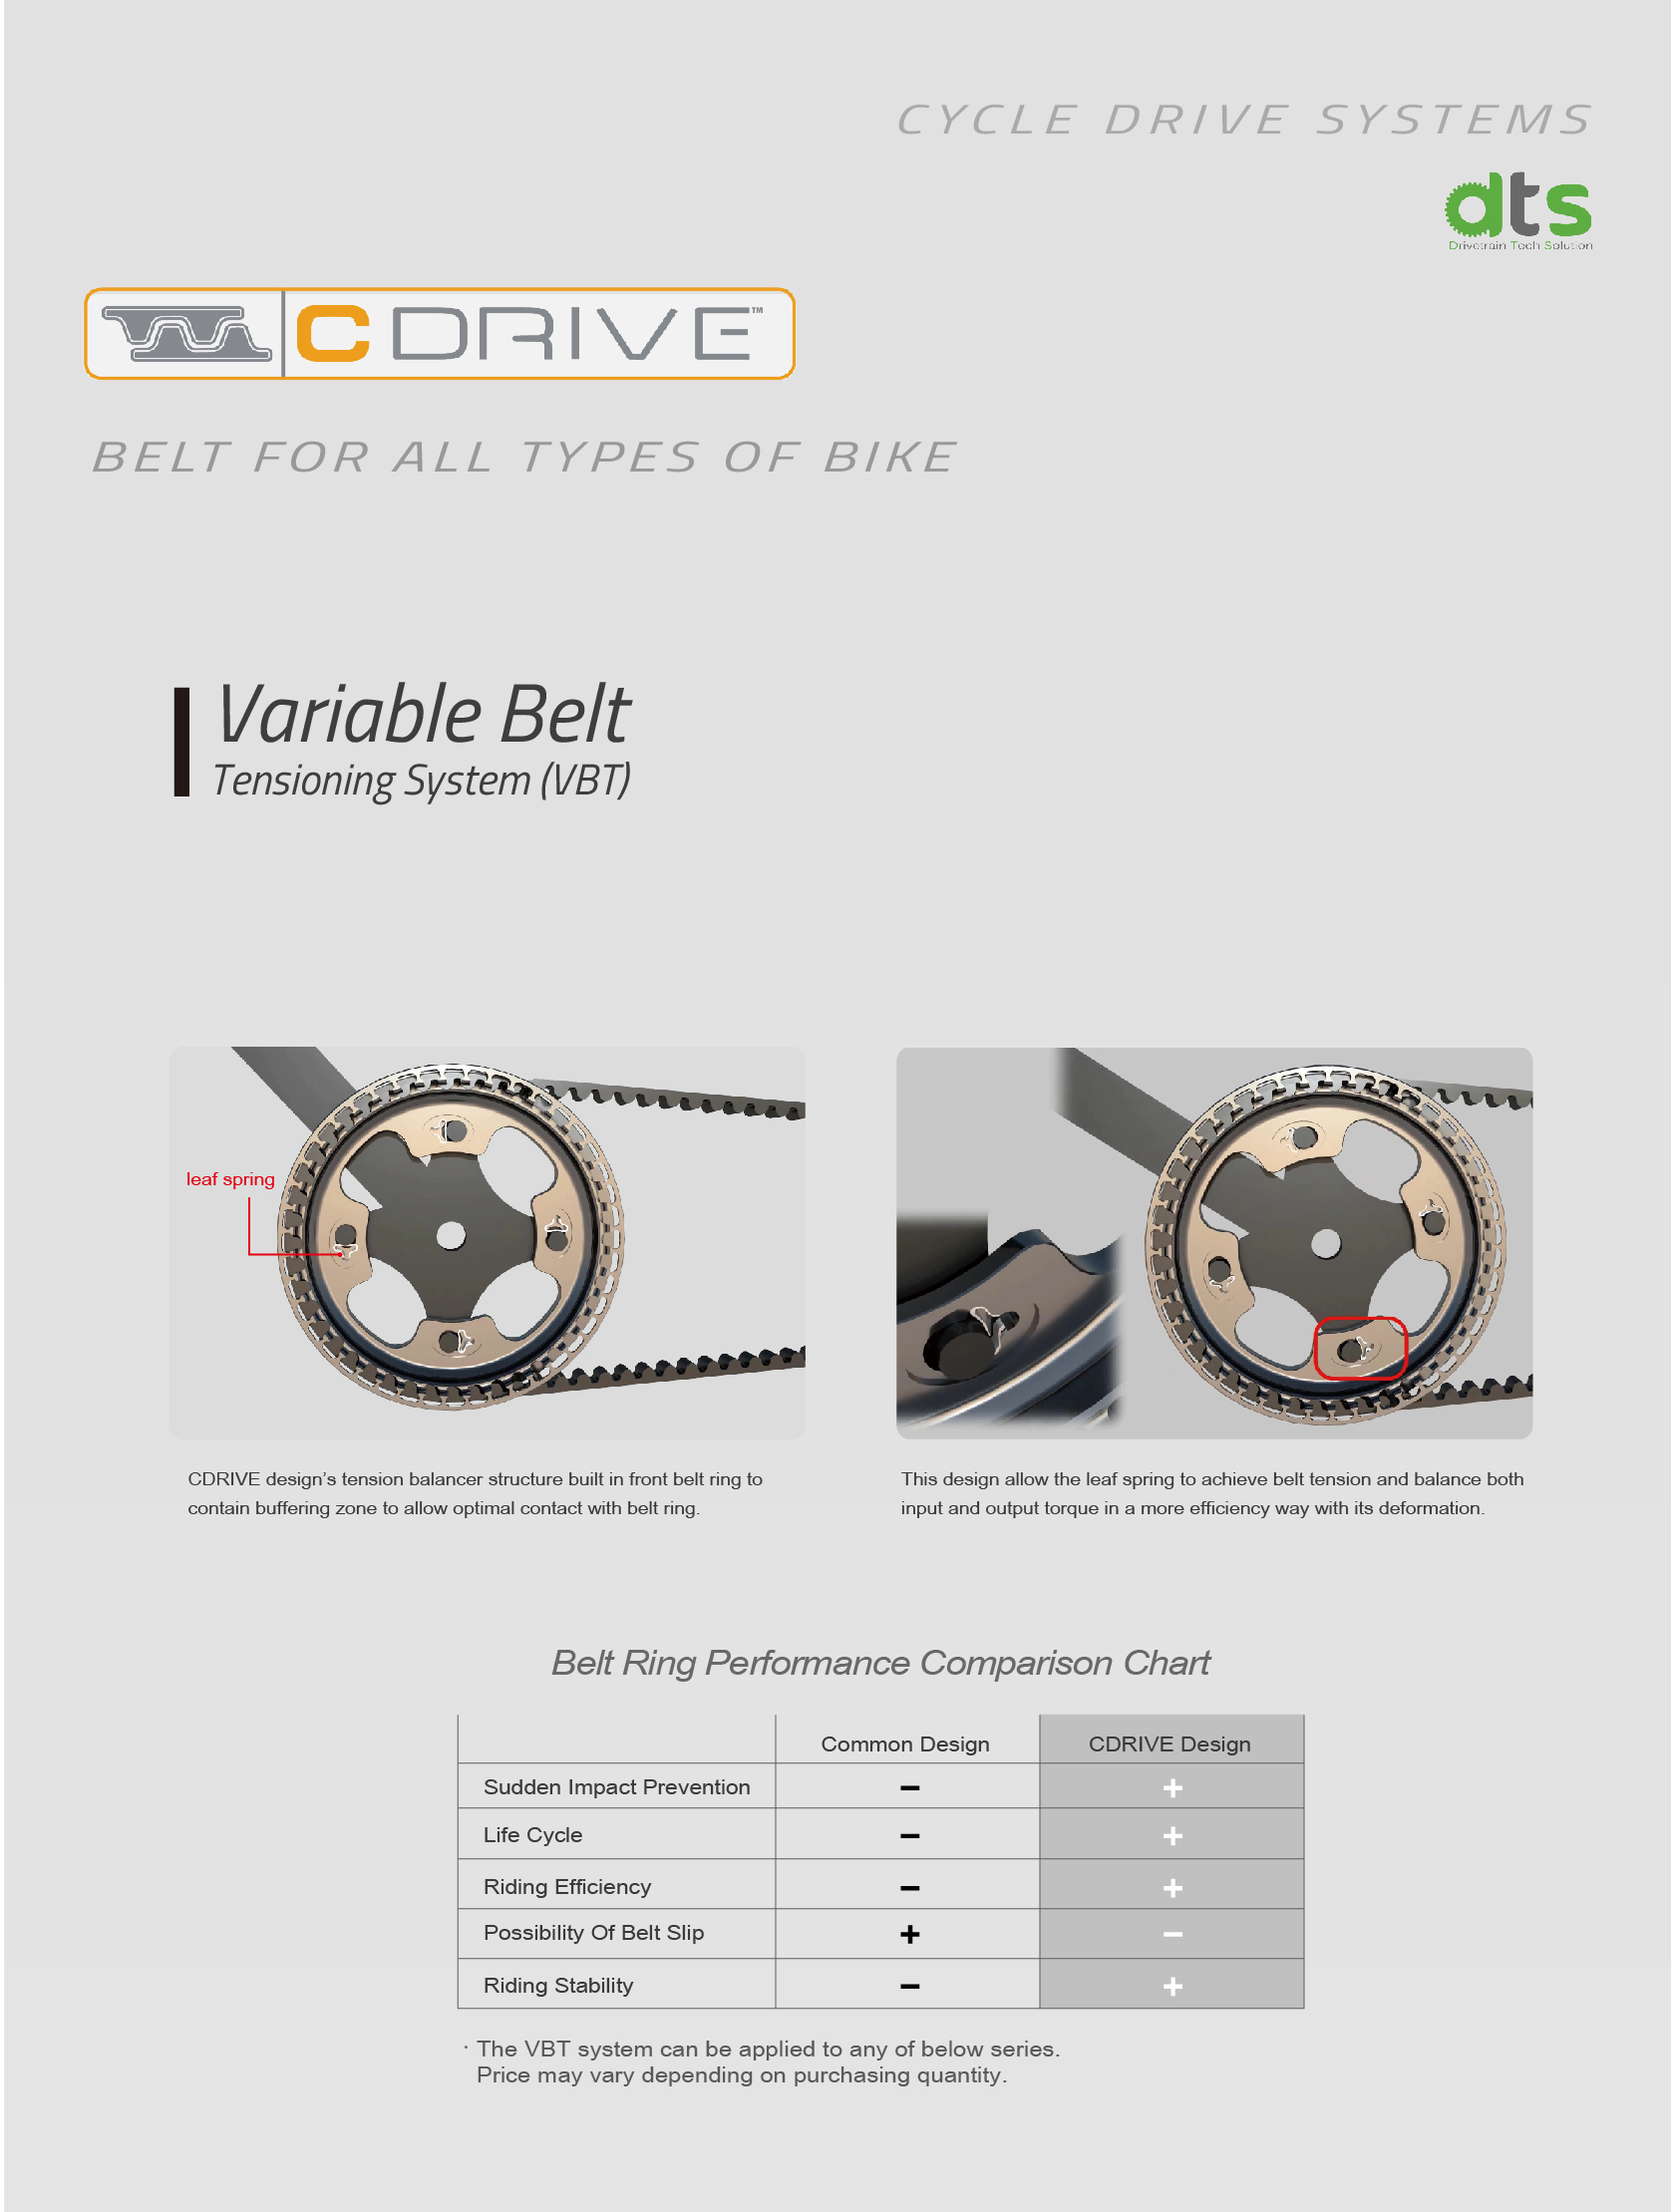 CYCLE DRIVE SYSTEMS
dts
Drivetrain Tech Solution
CDRIVE™
BELT FOR ALL TYPES OF BIKE
Variable Belt
Tensioning System (VBT)
leaf spring
CDRIVE design’s tension balancer structure built in front belt ring to
contain buffering zone to allow optimal contact with belt ring.
This design allow the leaf spring to achieve belt tension and balance both
input and output torque in a more efficiency way with its deformation.
Belt Ring Performance Comparison Chart
Common Design CDRIVE Design
Sudden Impact Prevention − +
Life Cycle − +
Riding Efficiency − +
Possibility Of Belt Slip + −
Riding Stability − +
· The VBT system can be applied to any of below series.
Price may vary depending on purchasing quantity.